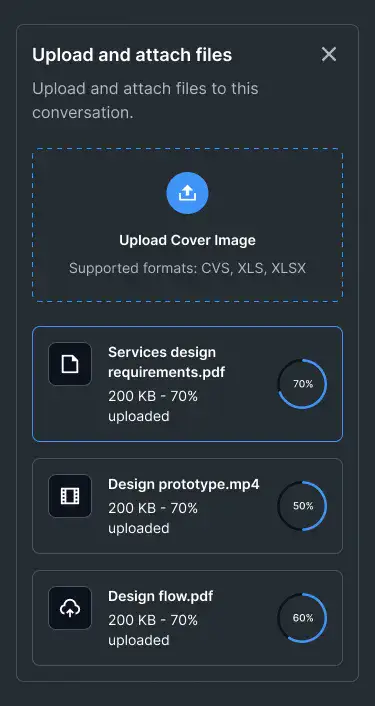 Upload and attach files
Upload and attach files to this
conversation.
Upload Cover Image
Supported formats: CVS, XLS, XLSX
Services design
requirements.pdf
200 KB - 70%
uploaded
70%
Design prototype.mp4
200 KB - 70%
uploaded
50%
Design flow.pdf
200 KB - 70%
uploaded
60%